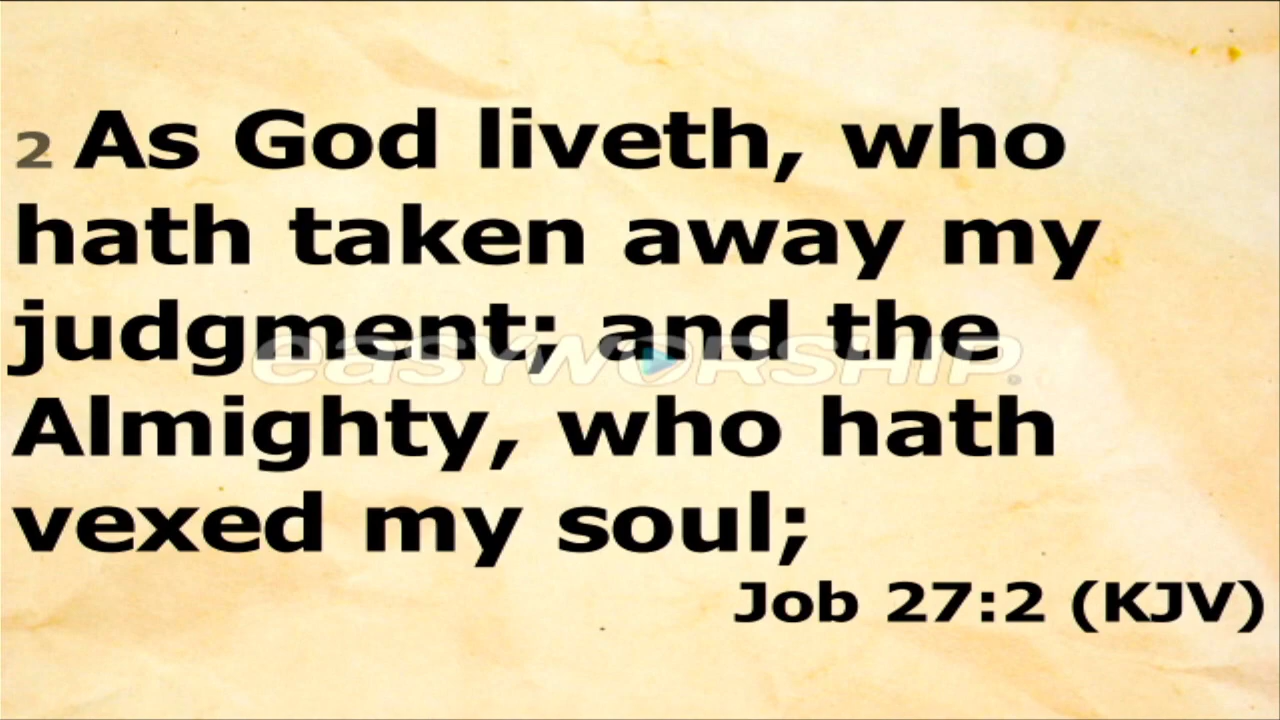 2 As God liveth, who
hath taken away my
judgment; and the
easyworship®
Almighty, who hath
vexed my soul;
Job 27:2 (KJV)